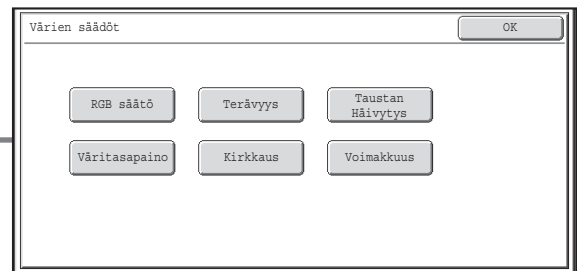 Värien säädöt
OK
RGB säätö
Terävyys
Taustan
Häivytys
Väritasapaino
Kirkkaus
Voimakkuus